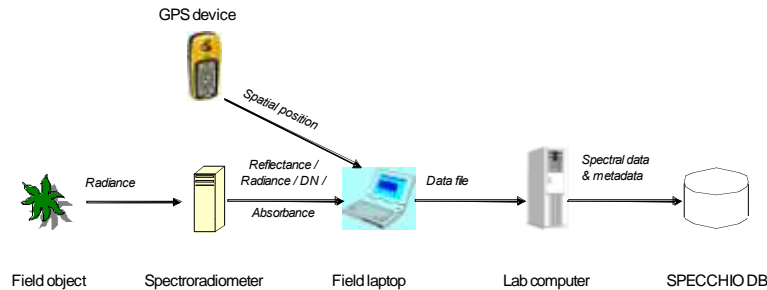 GPS device
Spatial position
Radiance
Reflectance /
Radiance / DN /
Absorbance
Data file
Spectral data
& metadata
Field object
Spectroradiometer
Field laptop
Lab computer
SPECCHIO DB